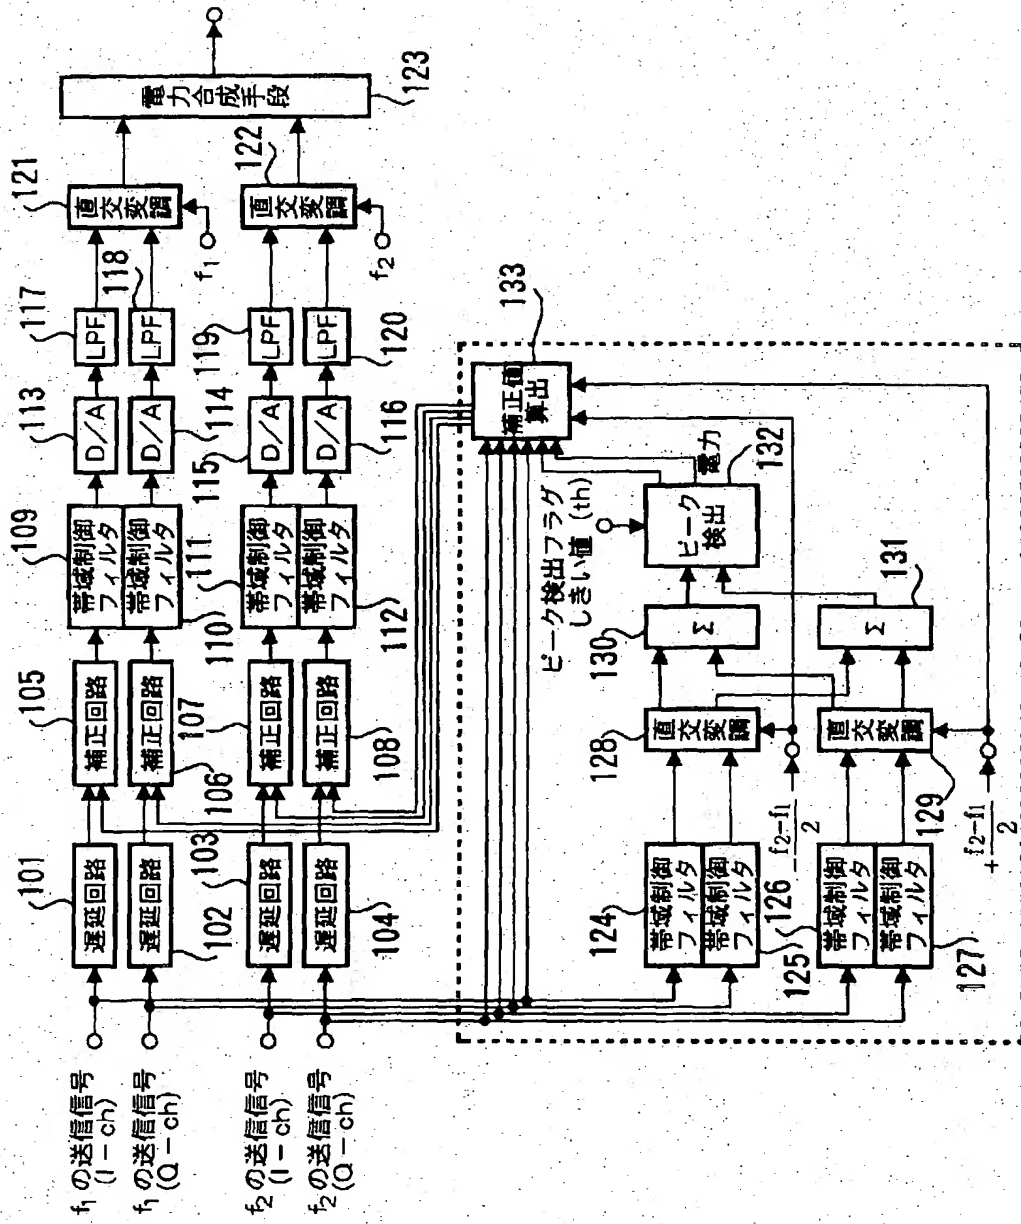 f₁の送信信号
(I－ch)
f₁の送信信号
(Q－ch)
f₂の送信信号
(I－ch)
f₂の送信信号
(Q－ch)
101
遅延回路
遅延回路
102
103
遅延回路
遅延回路
104
105
補正回路
補正回路
106
107
補正回路
補正回路
108
109
帯域制御
フィルタ
帯域制御
フィルタ
110
111
帯域制御
フィルタ
帯域制御
フィルタ
112
113
D/A
D/A
114
115
D/A
D/A
116
117
LPF
118
LPF
119
LPF
LPF
120
121
直交変調
f₁
122
直交変調
f₂
電力合成手段
123
124
帯域制御
フィルタ
帯域制御
フィルタ
125
126
帯域制御
フィルタ
帯域制御
フィルタ
127
128
直交変調
－ f₂－f₁
2
直交変調
129
＋ f₂－f₁
2
130
Σ
Σ
131
ピーク検出フラグ
しきい値 (th)
ピーク
検出
電力
132
補正値
算出
133